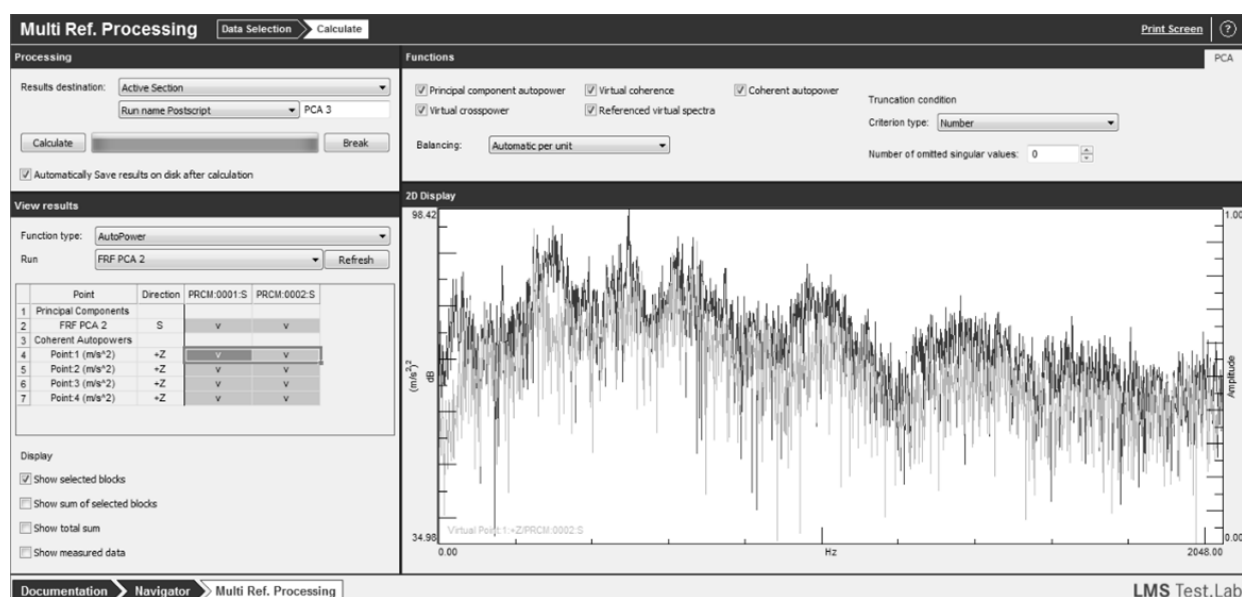 Multi Ref. Processing Data Selection Calculate Print Screen ?
Processing
Results destination: Active Section
Run name Postscript PCA 3
Calculate Break
Automatically Save results on disk after calculation
Functions PCA
Principal component autopower Virtual coherence Coherent autopower
Virtual crosspower Referenced virtual spectra
Balancing: Automatic per unit
Truncation condition
Criterion type: Number
Number of omitted singular values: 0
View results
Function type: AutoPower
Run FRF PCA 2 Refresh
Point Direction PRCM:0001:S PRCM:0002:S
1 Principal Components
2 FRF PCA 2 S v v
3 Coherent Autopowers
4 Point:1 (m/s^2) +Z v v
5 Point:2 (m/s^2) +Z v v
6 Point:3 (m/s^2) +Z v v
7 Point:4 (m/s^2) +Z v v
Display
Show selected blocks
Show sum of selected blocks
Show total sum
Show measured data
2D Display
98.42 1.00
(m/s²)²
dB
Amplitude
Virtual Point:1:+Z/PRCM:0002:S
34.98 0.00
0.00 Hz 2048.00
Documentation Navigator Multi Ref. Processing LMS Test.Lab